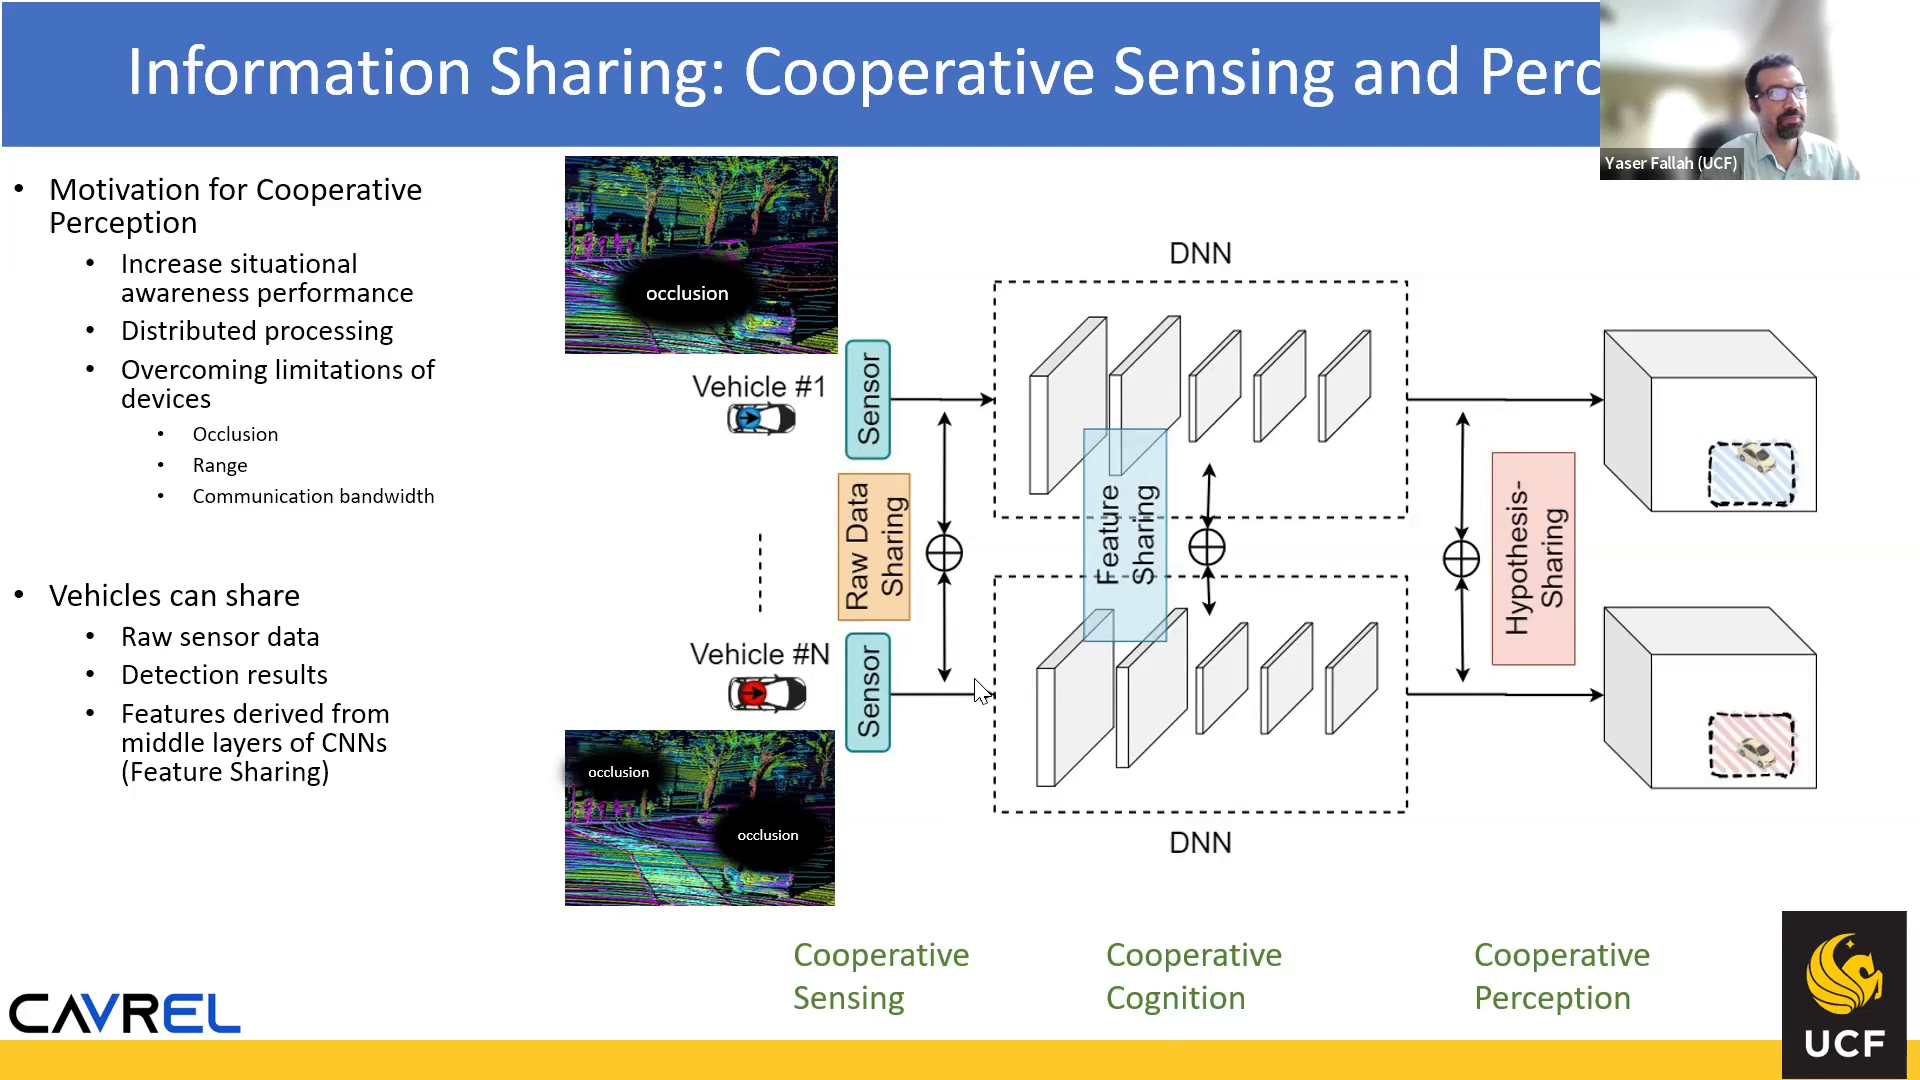 Information Sharing: Cooperative Sensing and Perc
Yaser Fallah (UCF)
• Motivation for Cooperative
Perception
• Increase situational
awareness performance
• Distributed processing
• Overcoming limitations of
devices
• Occlusion
• Range
• Communication bandwidth
• Vehicles can share
• Raw sensor data
• Detection results
• Features derived from
middle layers of CNNs
(Feature Sharing)
occlusion
Vehicle #1
Sensor
Raw Data
Sharing
Vehicle #N
Sensor
occlusion
occlusion
DNN
Feature
Sharing
DNN
Hypothesis-
Sharing
Cooperative
Sensing
Cooperative
Cognition
Cooperative
Perception
CAVREL
UCF